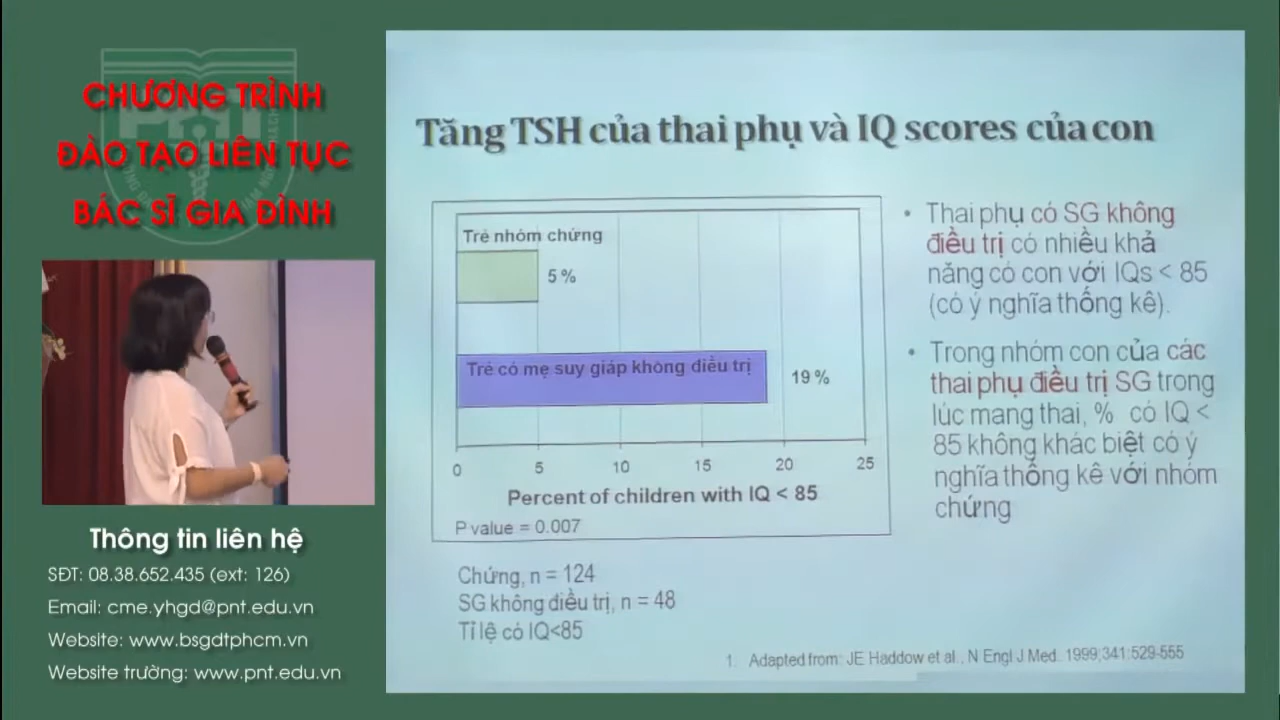 CHƯƠNG TRÌNH
ĐÀO TẠO LIÊN TỤC
BÁC SĨ GIA ĐÌNH
Thông tin liên hệ
SĐT: 08.38.652.435 (ext: 126)
Email: cme.yhgd@pnt.edu.vn
Website: www.bsgdtphcm.vn
Website trường: www.pnt.edu.vn
Tăng TSH của thai phụ và IQ scores của con
Trẻ nhóm chứng
5 %
Trẻ có mẹ suy giáp không điều trị
19 %
0 5 10 15 20 25
Percent of children with IQ < 85
P value = 0.007
Chứng, n = 124
SG không điều trị, n = 48
Tỉ lệ có IQ<85
• Thai phụ có SG không
điều trị có nhiều khả
năng có con với IQs < 85
(có ý nghĩa thống kê).
• Trong nhóm con của các
thai phụ điều trị SG trong
lúc mang thai, % có IQ <
85 không khác biệt có ý
nghĩa thống kê với nhóm
chứng
1. Adapted from: JE Haddow et al., N Engl J Med. 1999;341:529-555